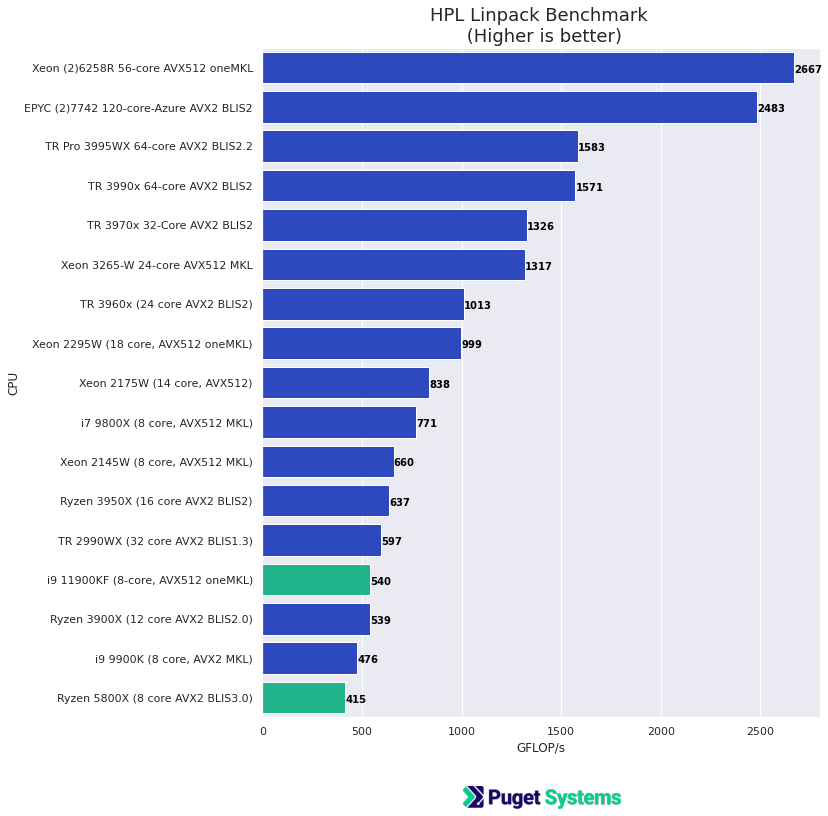 HPL Linpack Benchmark
(Higher is better)
CPU
Xeon (2)6258R 56-core AVX512 oneMKL 2667
EPYC (2)7742 120-core-Azure AVX2 BLIS2 2483
TR Pro 3995WX 64-core AVX2 BLIS2.2 1583
TR 3990x 64-core AVX2 BLIS2 1571
TR 3970x 32-Core AVX2 BLIS2 1326
Xeon 3265-W 24-core AVX512 MKL 1317
TR 3960x (24 core AVX2 BLIS2) 1013
Xeon 2295W (18 core, AVX512 oneMKL) 999
Xeon 2175W (14 core, AVX512) 838
i7 9800X (8 core, AVX512 MKL) 771
Xeon 2145W (8 core, AVX512 MKL) 660
Ryzen 3950X (16 core AVX2 BLIS2) 637
TR 2990WX (32 core AVX2 BLIS1.3) 597
i9 11900KF (8-core, AVX512 oneMKL) 540
Ryzen 3900X (12 core AVX2 BLIS2.0) 539
i9 9900K (8 core, AVX2 MKL) 476
Ryzen 5800X (8 core AVX2 BLIS3.0) 415
0 500 1000 1500 2000 2500
GFLOP/s
Puget Systems